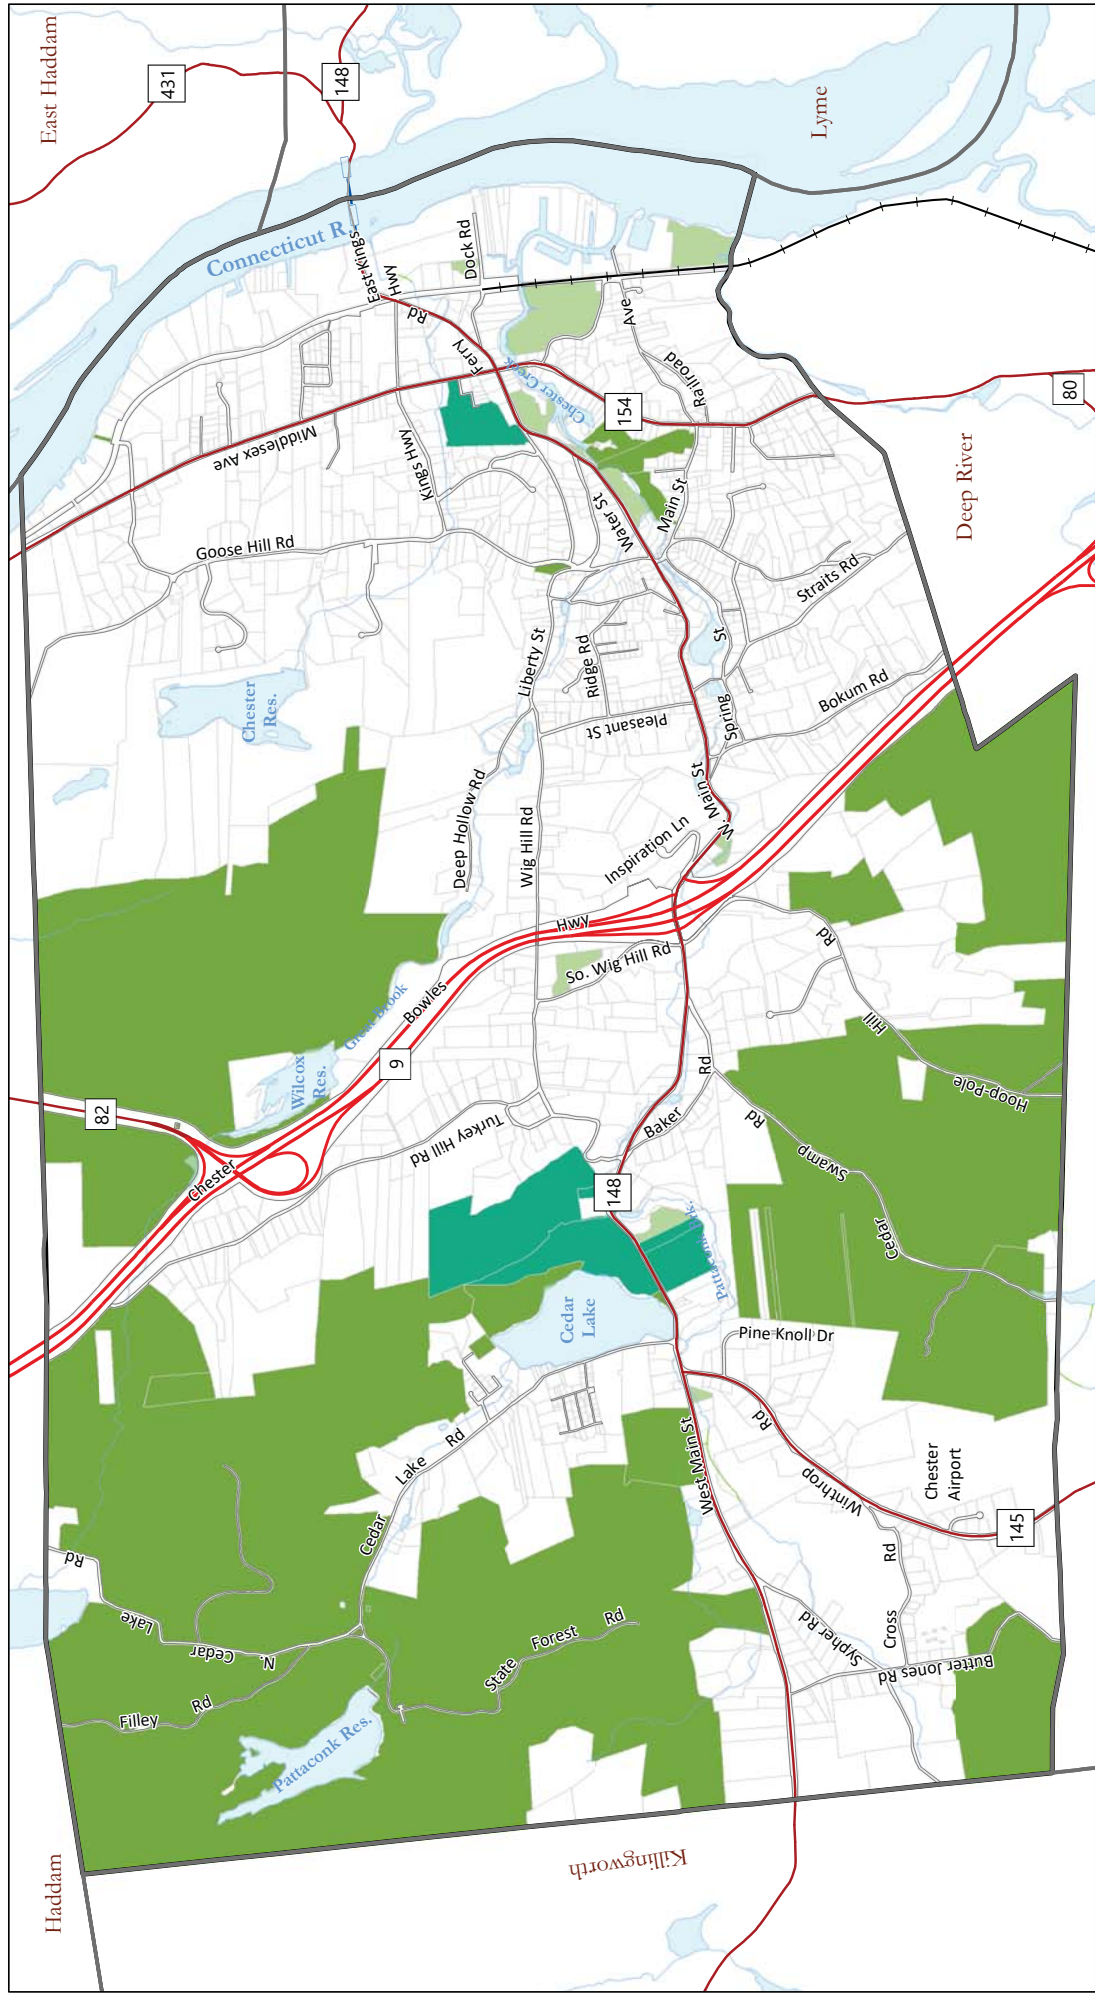 East Haddam
431
148
Lyme
Connecticut R.
East Kings
Hwy
Dock Rd
Ferry
Rd
Chester Creek
Ave
Railroad
154
80
Deep River
Middlesex Ave
Kings Hwy
Goose Hill Rd
Water St
Main St
Straits Rd
Chester
Res.
Liberty St
Ridge Rd
Pleasant St
Spring
St
Bokum Rd
Deep Hollow Rd
Wig Hill Rd
Inspiration Ln
W. Main St
Chester
Bowles
Hwy
So. Wig Hill Rd
Great Brook
Wilcox
Res.
9
82
Turkey Hill Rd
Hoop-Pole
Hill
Rd
Baker
Rd
Cedar
Swamp
Rd
148
Pattaconk Brk.
Cedar
Lake
Pine Knoll Dr
Winthrop
Rd
West Main St
Chester
Airport
145
Cedar
Lake
Rd
N.
Cedar
Lake
Rd
Filley
Rd
State
Forest
Rd
Pattaconk Res.
Sypher Rd
Cross
Rd
Butter Jones Rd
Haddam
Killingworth